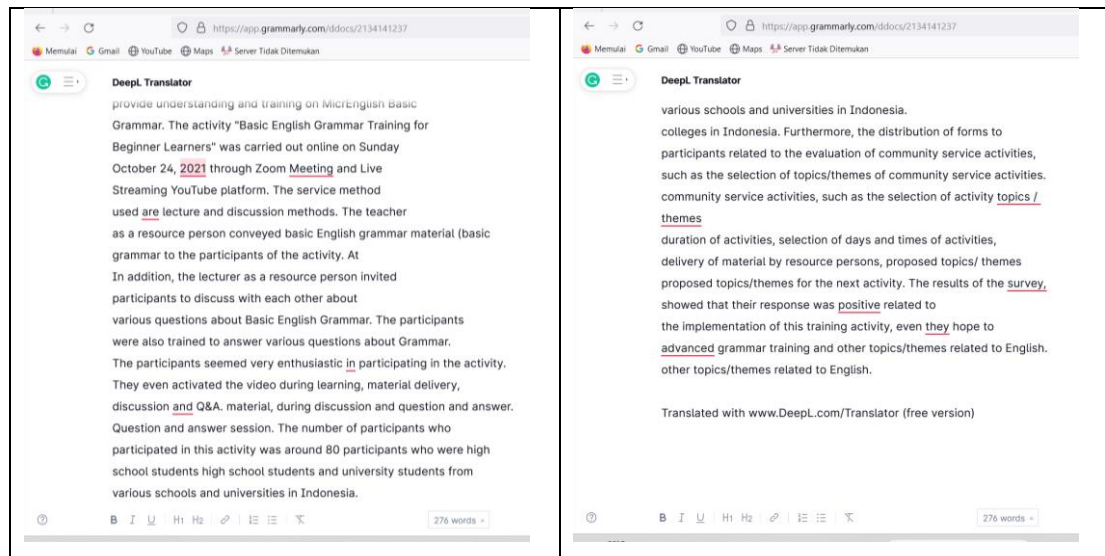 https://app.grammarly.com/ddocs/2134141237
Memulai Gmail YouTube Maps Server Tidak Ditemukan
DeepL Translator
provide understanding and training on MicrEnglish Basic
Grammar. The activity "Basic English Grammar Training for
Beginner Learners" was carried out online on Sunday
October 24, 2021 through Zoom Meeting and Live
Streaming YouTube platform. The service method
used are lecture and discussion methods. The teacher
as a resource person conveyed basic English grammar material (basic
grammar to the participants of the activity. At
In addition, the lecturer as a resource person invited
participants to discuss with each other about
various questions about Basic English Grammar. The participants
were also trained to answer various questions about Grammar.
The participants seemed very enthusiastic in participating in the activity.
They even activated the video during learning, material delivery,
discussion and Q&A. material, during discussion and question and answer.
Question and answer session. The number of participants who
participated in this activity was around 80 participants who were high
school students high school students and university students from
various schools and universities in Indonesia.
B I U H1 H2 276 words
https://app.grammarly.com/ddocs/2134141237
Memulai Gmail YouTube Maps Server Tidak Ditemukan
DeepL Translator
various schools and universities in Indonesia.
colleges in Indonesia. Furthermore, the distribution of forms to
participants related to the evaluation of community service activities,
such as the selection of topics/themes of community service activities.
community service activities, such as the selection of activity topics /
themes
duration of activities, selection of days and times of activities,
delivery of material by resource persons, proposed topics/ themes
proposed topics/themes for the next activity. The results of the survey,
showed that their response was positive related to
the implementation of this training activity, even they hope to
advanced grammar training and other topics/themes related to English.
other topics/themes related to English.
Translated with www.DeepL.com/Translator (free version)
B I U H1 H2 276 words